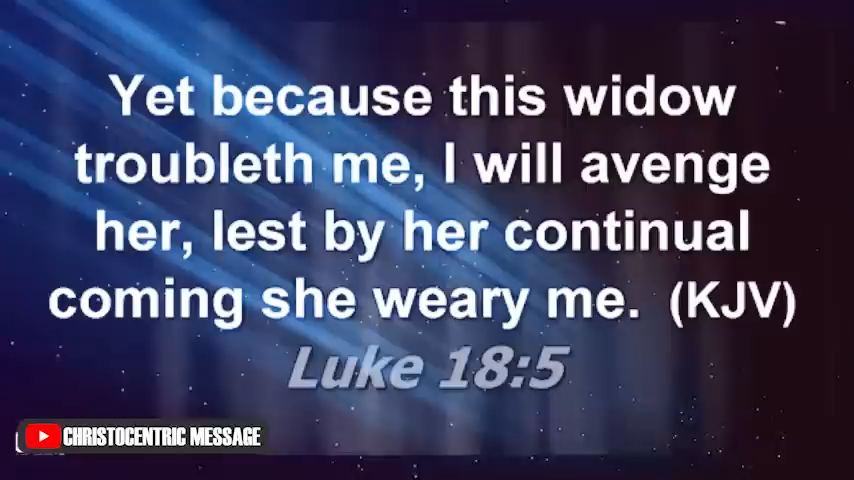 Yet because this widow
troubleth me, I will avenge
her, lest by her continual
coming she weary me. (KJV)
Luke 18:5
CHRISTOCENTRIC MESSAGE